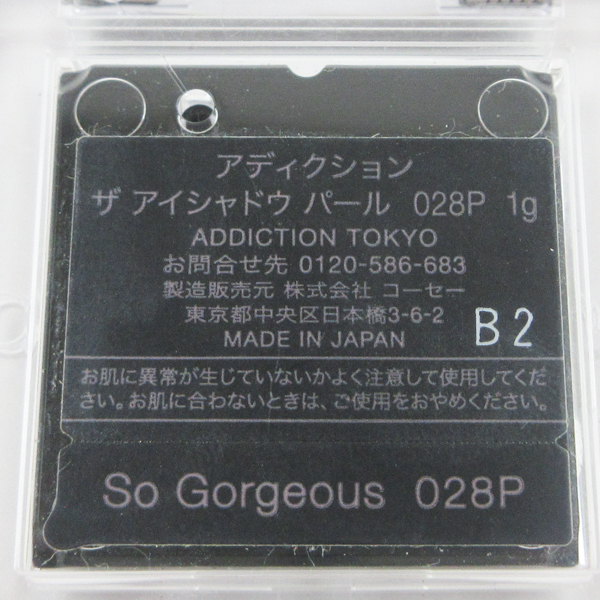 アディクション
ザ アイシャドウ パール 028P 1g
ADDICTION TOKYO
お問合せ先 0120-586-683
製造販売元 株式会社 コーセー
東京都中央区日本橋3-6-2
MADE IN JAPAN
B2
お肌に異常が生じていないかよく注意して使用してくだ
さい。お肌に合わないときは、ご使用をおやめください。
So Gorgeous 028P